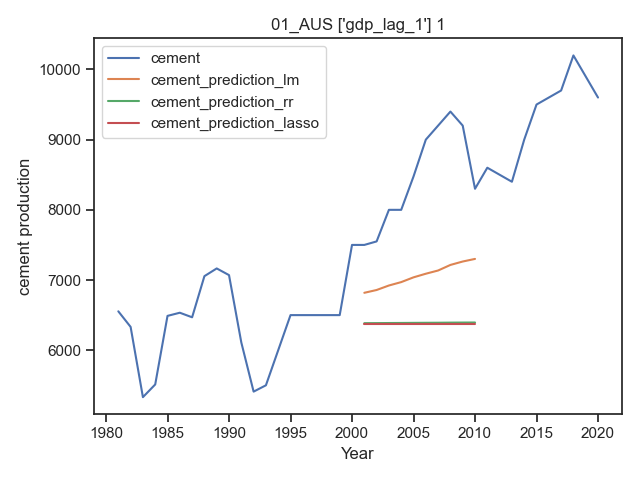 01_AUS ['gdp_lag_1'] 1
cement
cement_prediction_lm
cement_prediction_rr
cement_prediction_lasso
10000
9000
8000
7000
6000
cement production
1980
1985
1990
1995
2000
2005
2010
2015
2020
Year